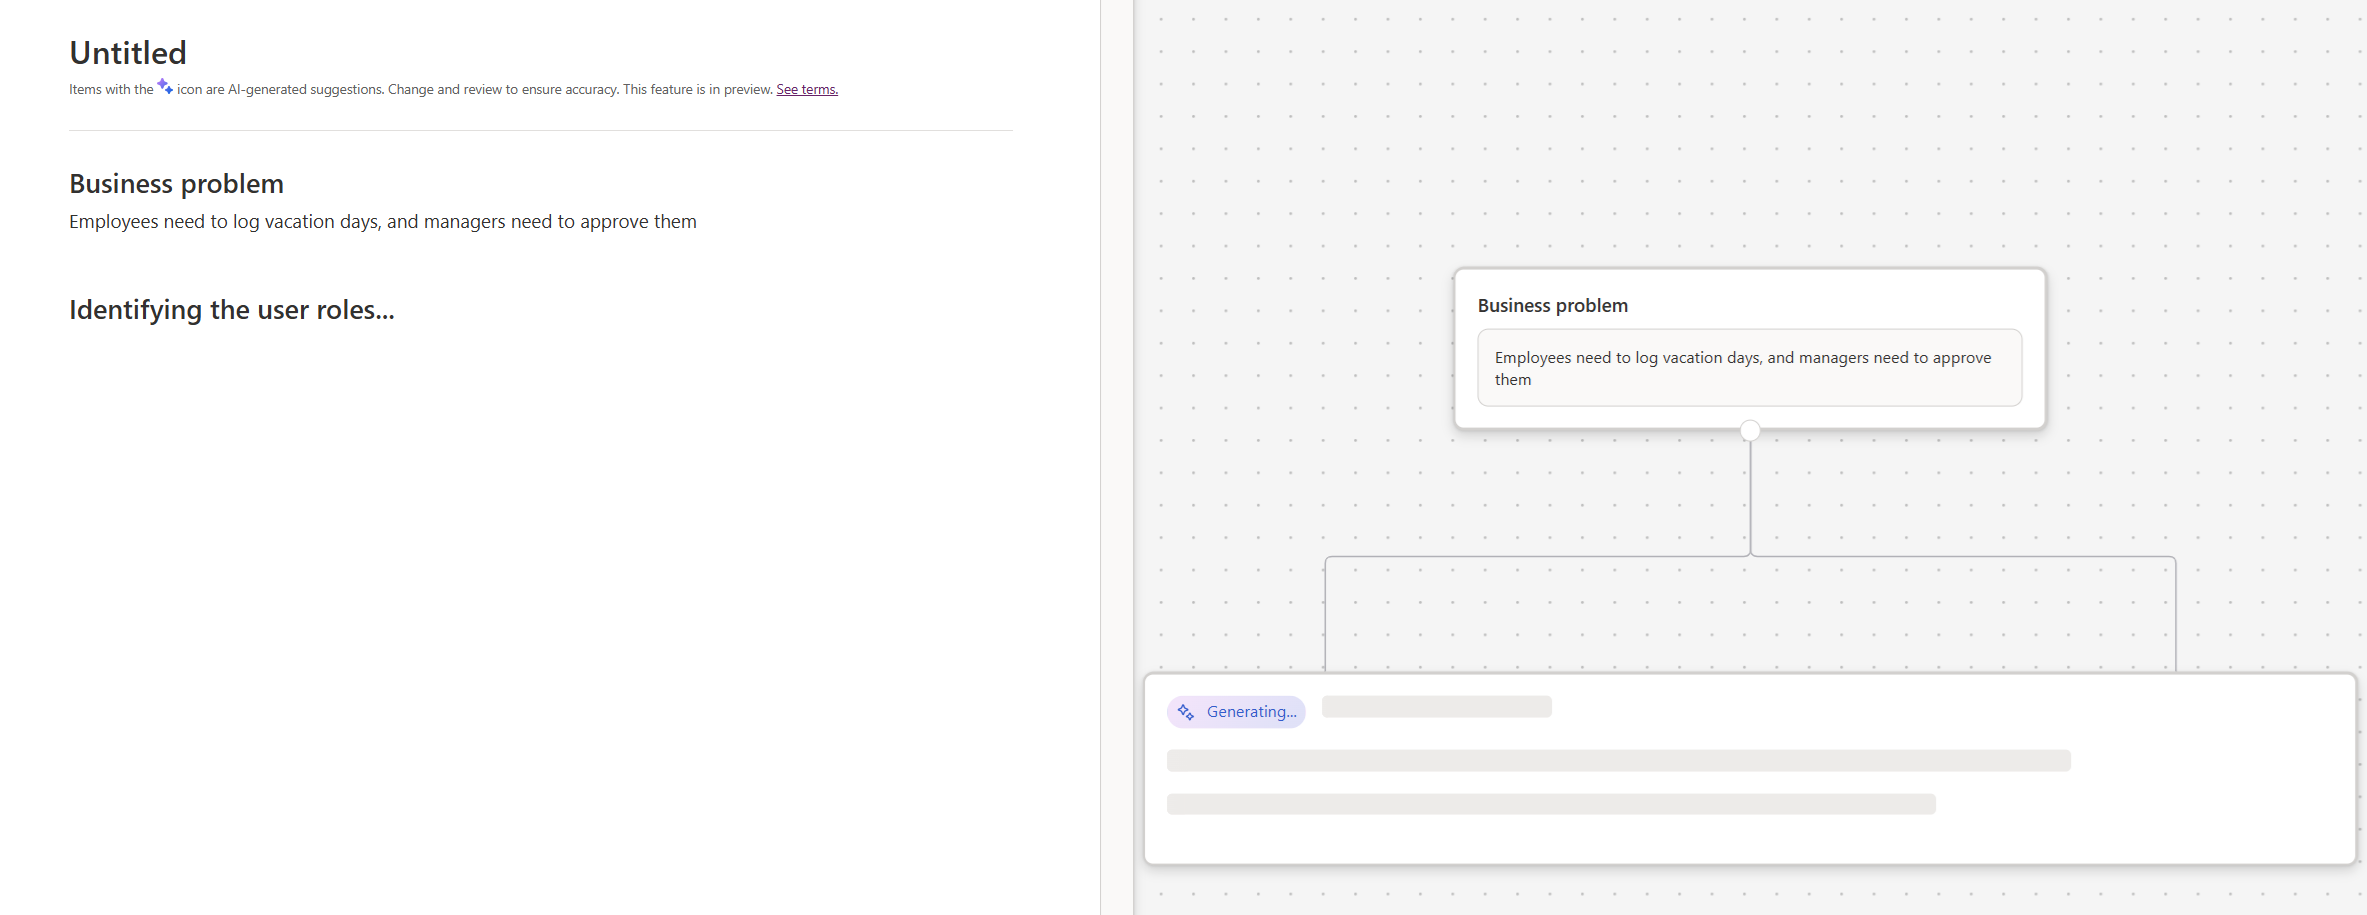 Untitled
Items with the icon are AI-generated suggestions. Change and review to ensure accuracy. This feature is in preview. See terms.
Business problem
Employees need to log vacation days, and managers need to approve them
Identifying the user roles...
Business problem
Employees need to log vacation days, and managers need to approve
them
Generating...